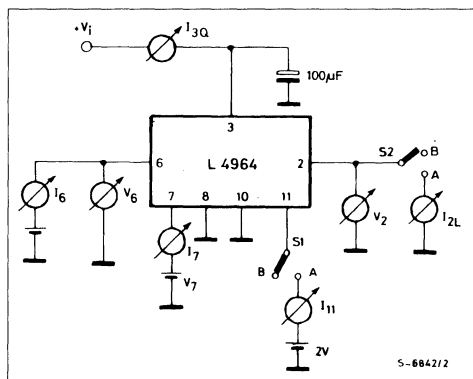 +Vi
I3Q
100µF
3
6
L 4964
2
S2
B
A
I6
V6
7
8
10
11
V2
I2L
I7
S1
B
A
V7
I11
2V
S-6842/2